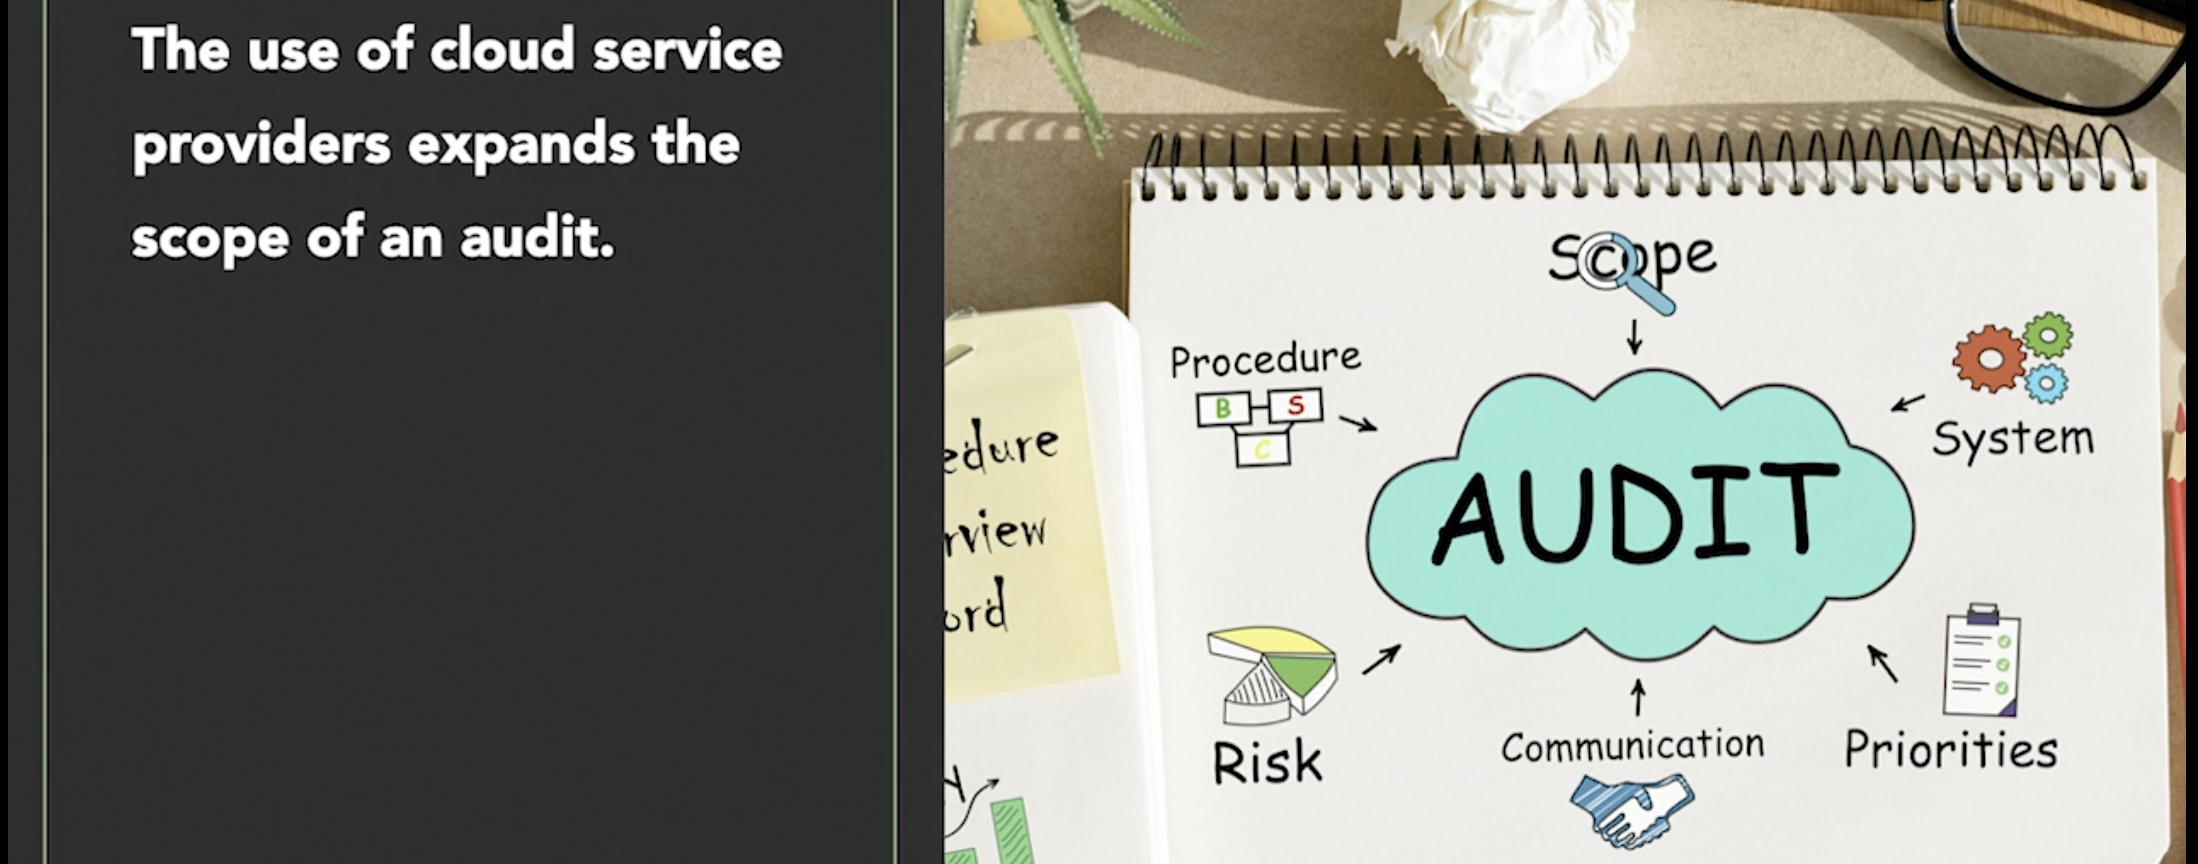 The use of cloud service
providers expands the
scope of an audit.
Scope
Procedure
B S
C
System
AUDIT
Risk
Communication
Priorities